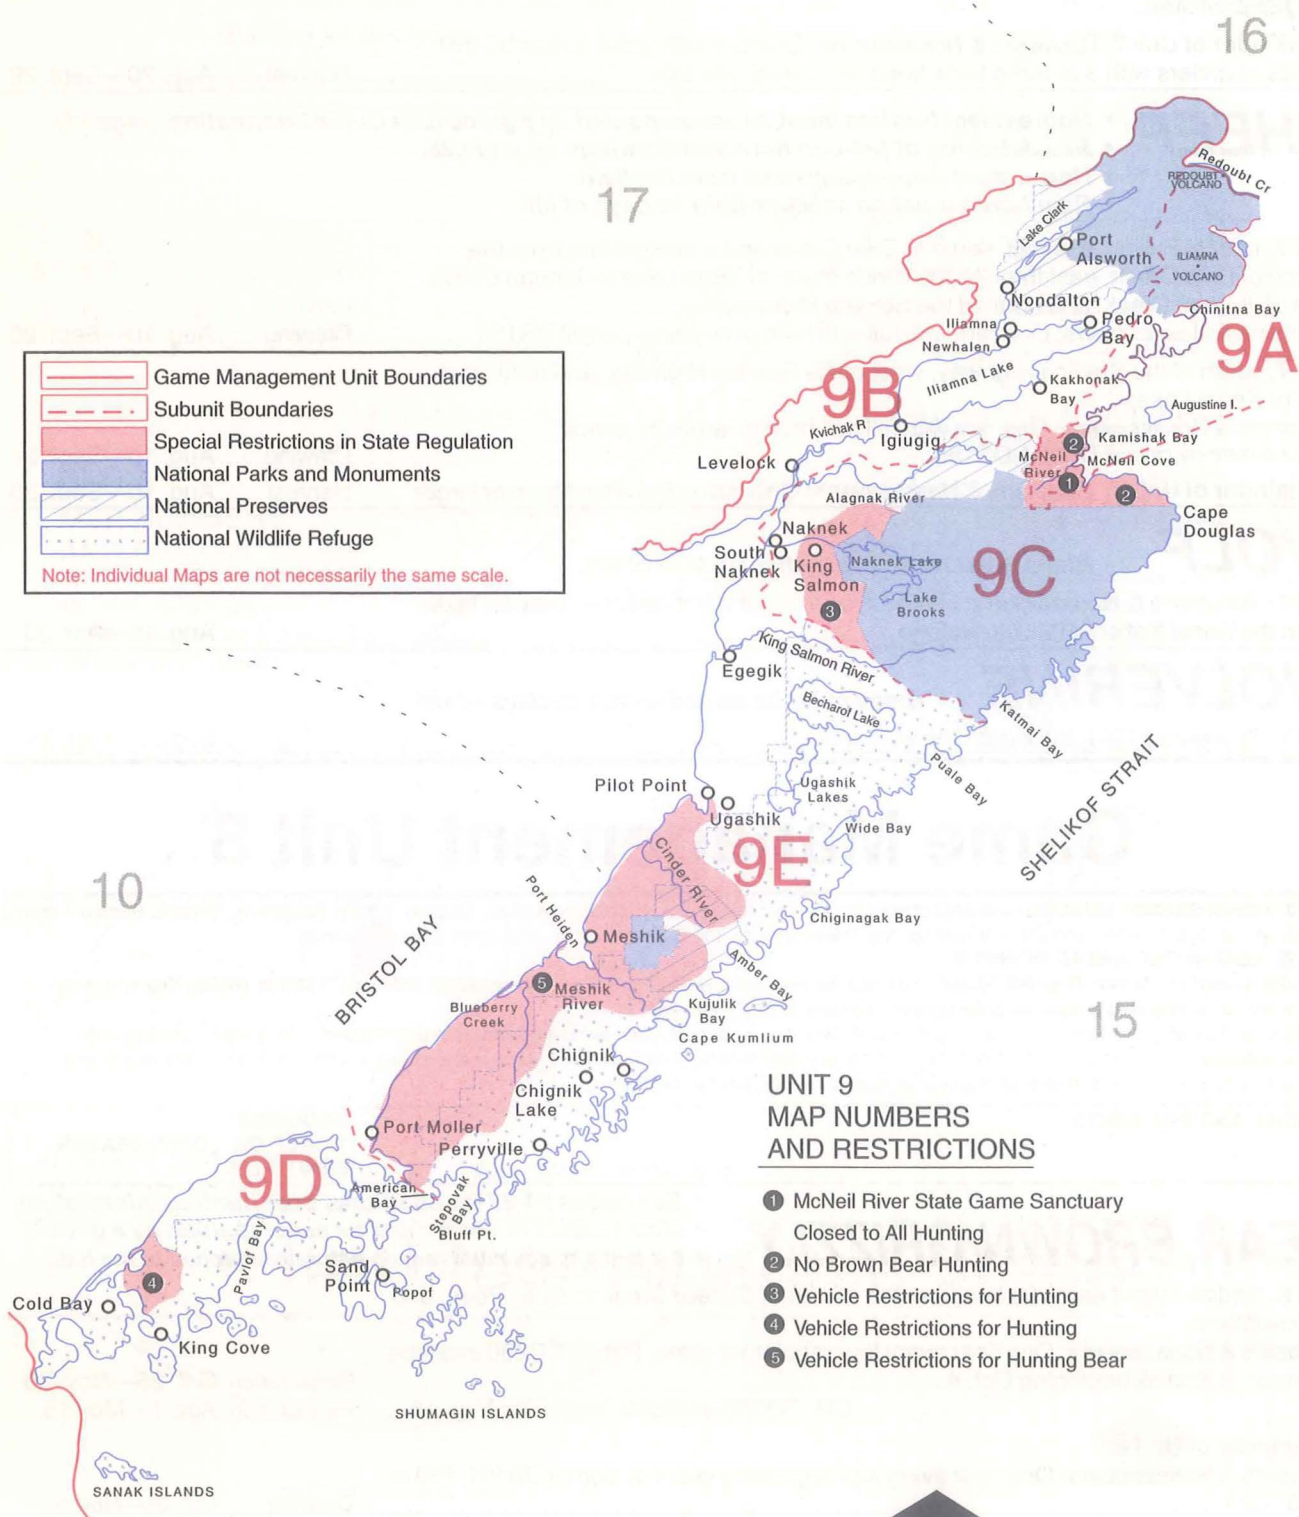 16
17
Redoubt Cr
REDOUBT
VOLCANO
Lake Clark
Port
Alsworth
ILIAMNA
VOLCANO
Nondalton
Chinitna Bay
Iliamna
Pedro
Bay
Newhalen
9A
Iliamna Lake
Kakhonak
Bay
9B
Augustine I.
Kvichak R
Igiugig
Kamishak Bay
McNeil
River
McNeil Cove
Levelock
1
2
2
Alagnak River
Cape
Douglas
Naknek
South
Naknek
King
Salmon
Naknek Lake
9C
Lake
Brooks
3
Game Management Unit Boundaries
Subunit Boundaries
Special Restrictions in State Regulation
National Parks and Monuments
National Preserves
National Wildlife Refuge
Note: Individual Maps are not necessarily the same scale.
King Salmon River
Egegik
Becharof Lake
Katmai Bay
Puale Bay
SHELIKOF STRAIT
Pilot Point
Ugashik
Lakes
Ugashik
Wide Bay
9E
Cinder River
10
Port Heiden
Chiginagak Bay
Meshik
BRISTOL BAY
Amber Bay
5
Meshik
River
Blueberry
Creek
Kujulik
Bay
15
Cape Kumlium
Chignik
Chignik
Lake
Port Moller
Perryville
9D
American
Bay
Stepovak
Bay
Bluff Pt.
Pavlof Bay
Sand
Point
Popof
4
Cold Bay
King Cove
SHUMAGIN ISLANDS
SANAK ISLANDS
UNIT 9
MAP NUMBERS
AND RESTRICTIONS
1 McNeil River State Game Sanctuary
Closed to All Hunting
2 No Brown Bear Hunting
3 Vehicle Restrictions for Hunting
4 Vehicle Restrictions for Hunting
5 Vehicle Restrictions for Hunting Bear